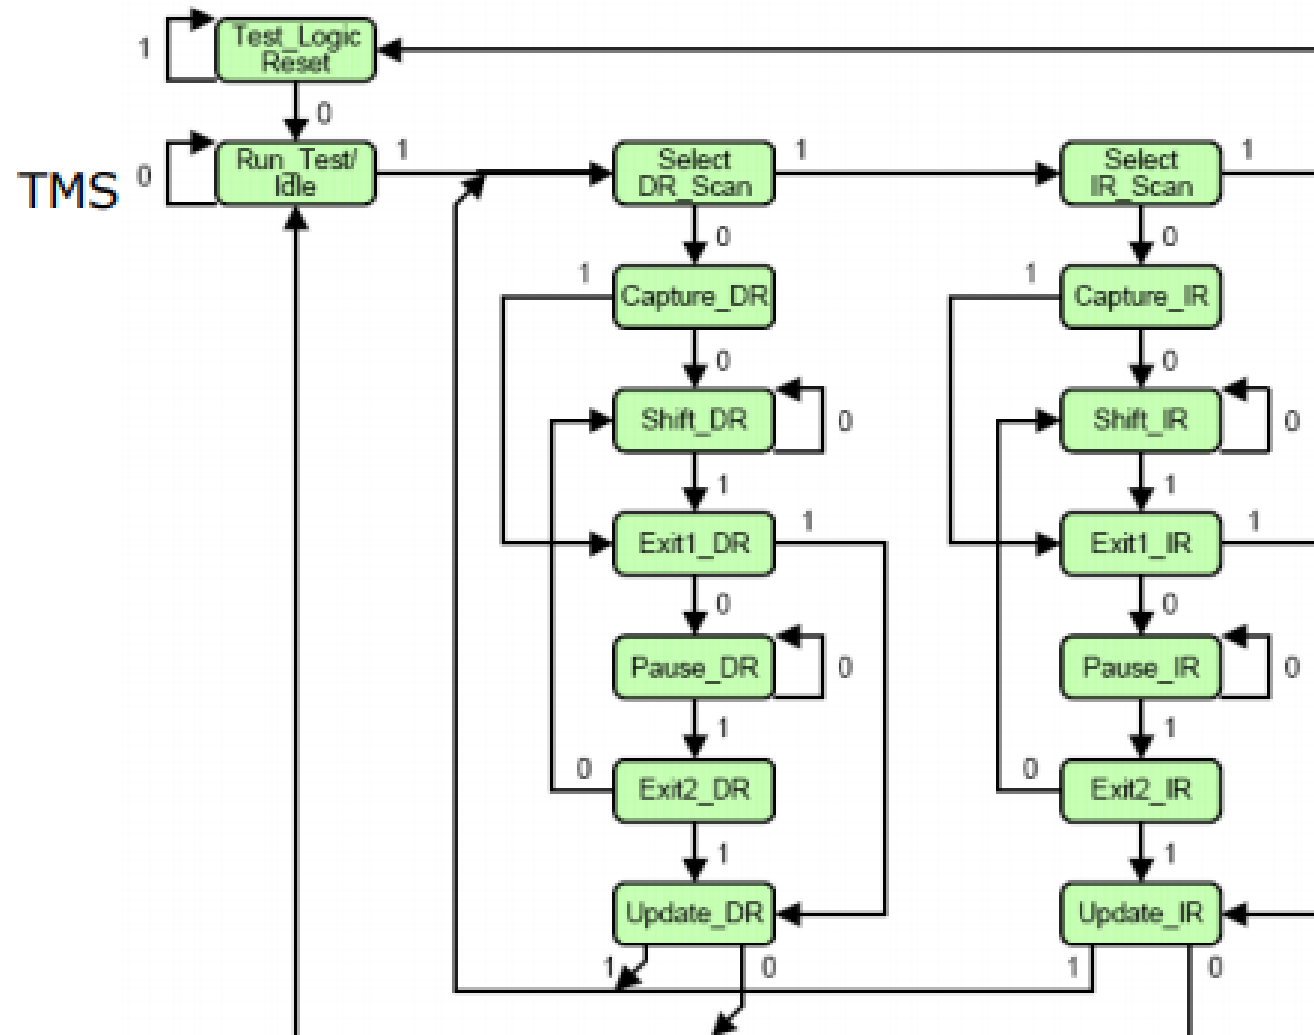 Test_Logic
Reset
1
0
TMS
0
Run_Test/
Idle
1
Select
DR_Scan
1
Select
IR_Scan
1
0
0
1
Capture_DR
1
Capture_IR
0
0
Shift_DR
0
Shift_IR
0
1
1
Exit1_DR
1
Exit1_IR
1
0
0
Pause_DR
0
Pause_IR
0
1
1
0
Exit2_DR
0
Exit2_IR
1
1
Update_DR
Update_IR
1
0
1
0